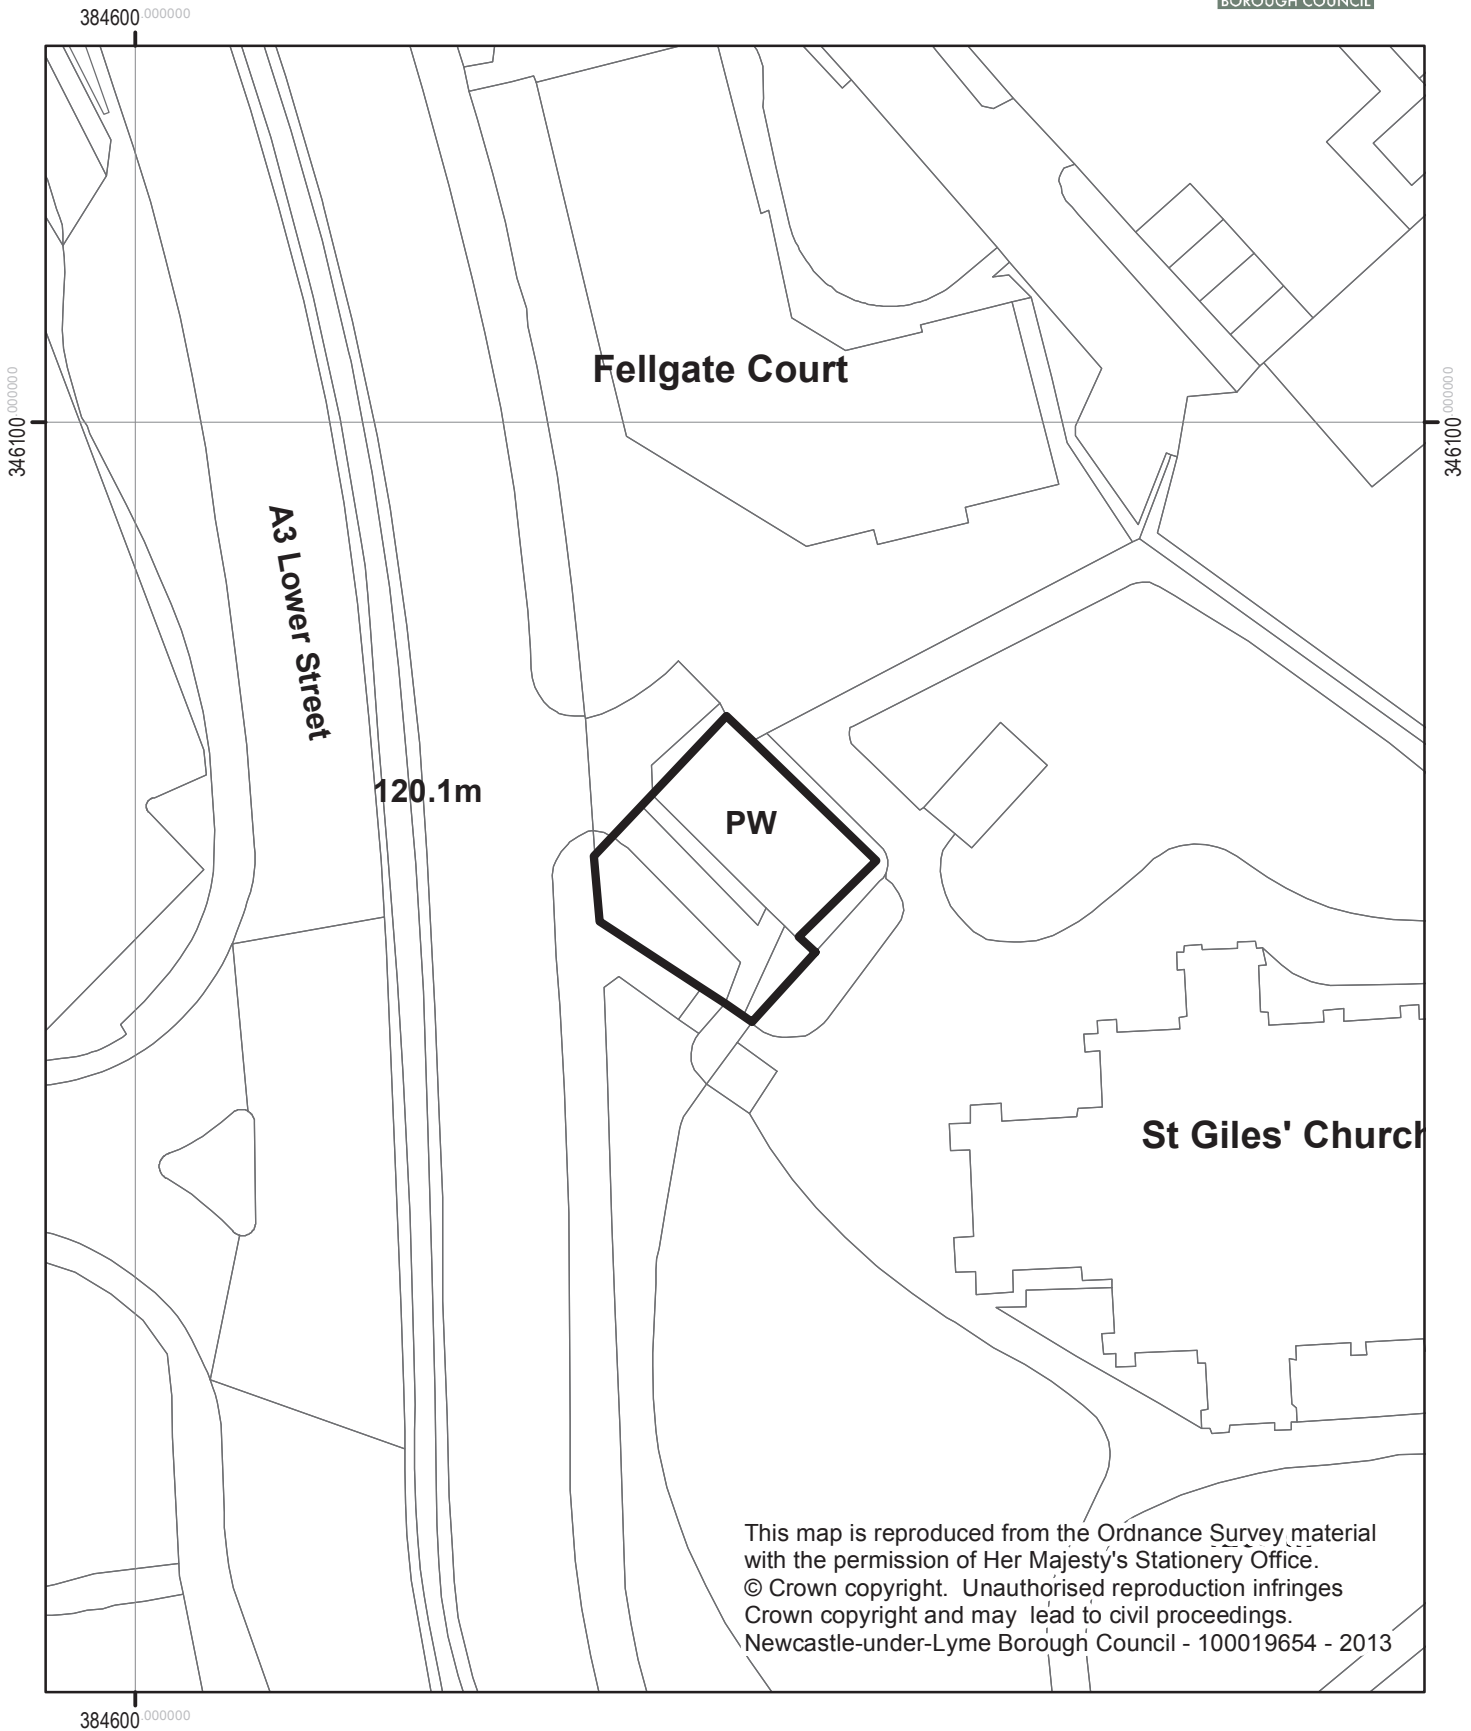 BOROUGH COUNCIL
384600.000000
346100.000000
346100.000000
Fellgate Court
A3 Lower Street
120.1m
PW
St Giles' Church
This map is reproduced from the Ordnance Survey material
with the permission of Her Majesty's Stationery Office.
© Crown copyright. Unauthorised reproduction infringes
Crown copyright and may lead to civil proceedings.
Newcastle-under-Lyme Borough Council - 100019654 - 2013
384600.000000